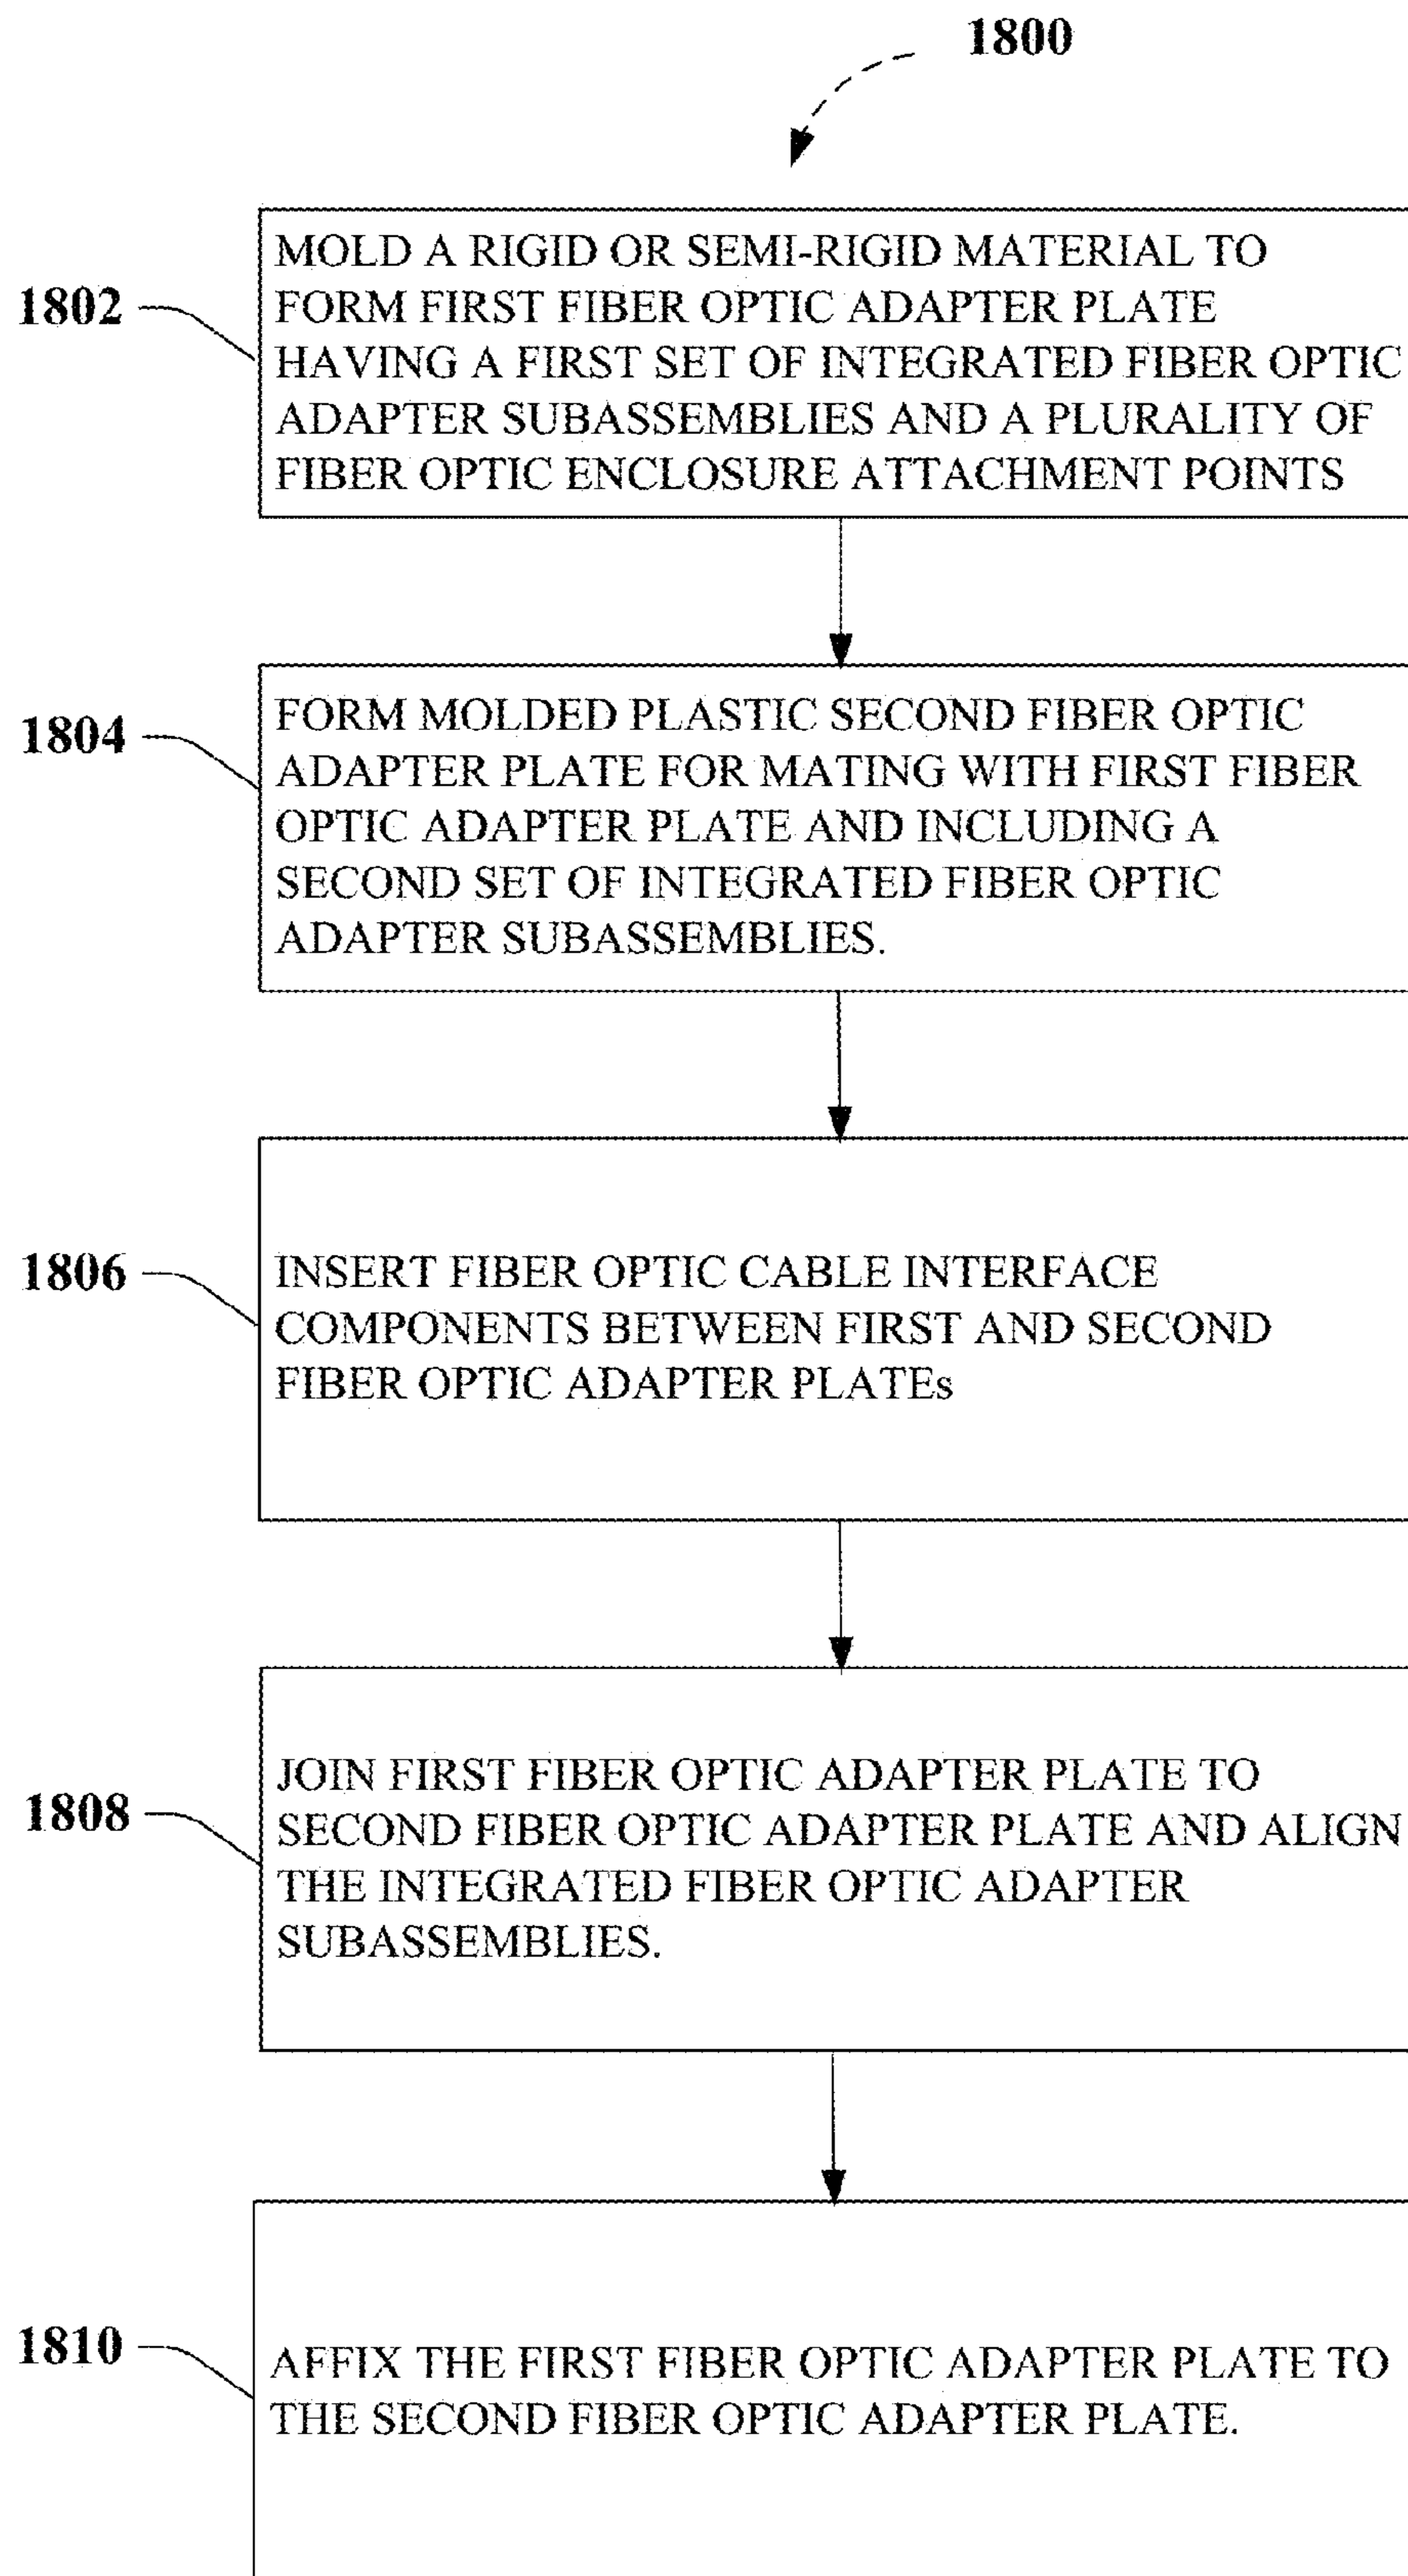 1800
1802
MOLD A RIGID OR SEMI-RIGID MATERIAL TO
FORM FIRST FIBER OPTIC ADAPTER PLATE
HAVING A FIRST SET OF INTEGRATED FIBER OPTIC
ADAPTER SUBASSEMBLIES AND A PLURALITY OF
FIBER OPTIC ENCLOSURE ATTACHMENT POINTS
1804
FORM MOLDED PLASTIC SECOND FIBER OPTIC
ADAPTER PLATE FOR MATING WITH FIRST FIBER
OPTIC ADAPTER PLATE AND INCLUDING A
SECOND SET OF INTEGRATED FIBER OPTIC
ADAPTER SUBASSEMBLIES.
1806
INSERT FIBER OPTIC CABLE INTERFACE
COMPONENTS BETWEEN FIRST AND SECOND
FIBER OPTIC ADAPTER PLATEs
1808
JOIN FIRST FIBER OPTIC ADAPTER PLATE TO
SECOND FIBER OPTIC ADAPTER PLATE AND ALIGN
THE INTEGRATED FIBER OPTIC ADAPTER
SUBASSEMBLIES.
1810
AFFIX THE FIRST FIBER OPTIC ADAPTER PLATE TO
THE SECOND FIBER OPTIC ADAPTER PLATE.